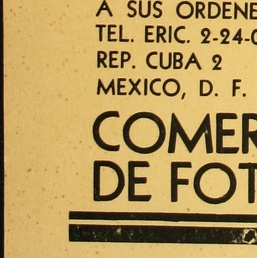 A SUS ORDENE
TEL. ERIC. 2-24-0
REP. CUBA 2
MEXICO, D. F.
COMER
DE FOT